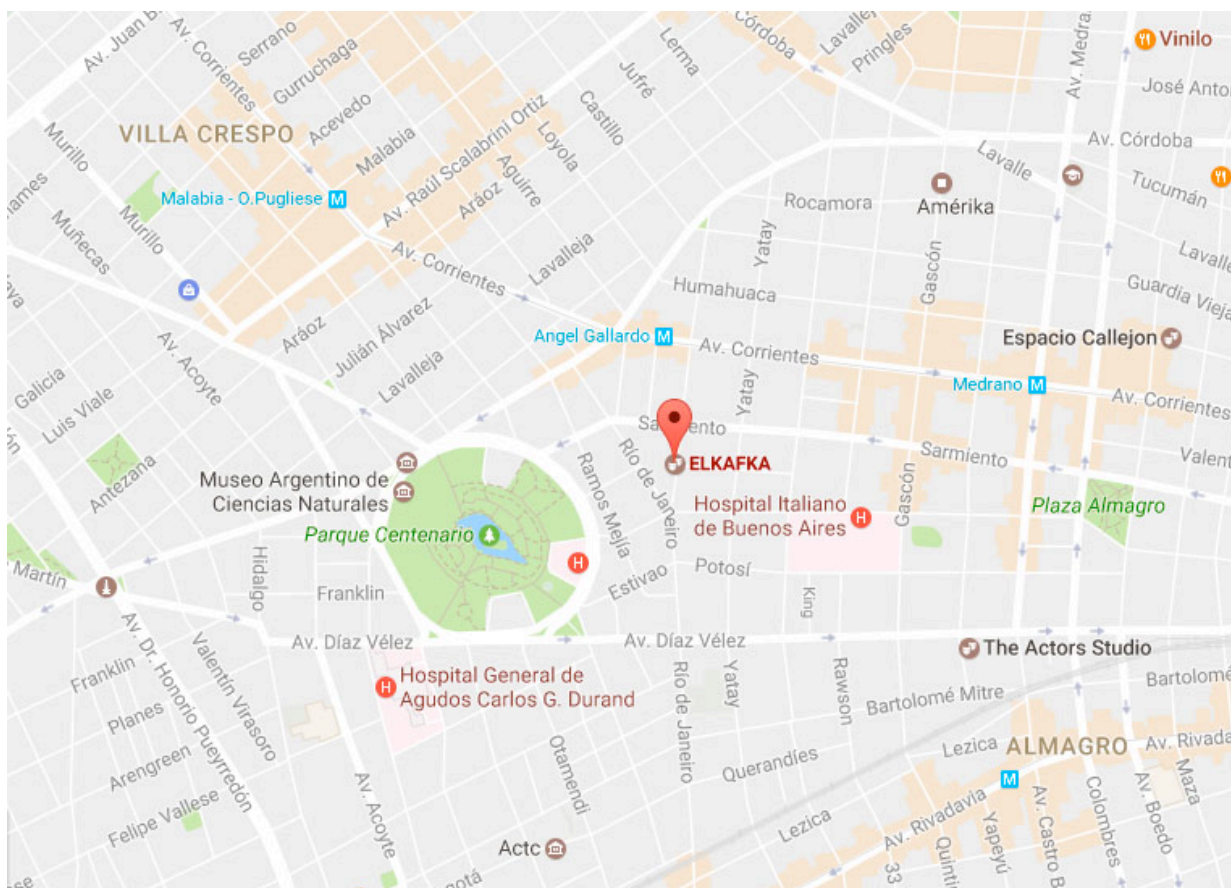 Av. Juan B.
Av. Corrientes
Serrano
Gurruchaga
Acevedo
Malabia
VILLA CRESPO
Murillo
Murillo
Muñecas
Malabia - O.Pugliese
M
Av. Raúl Scalabrini Ortiz
Aráoz
Aguirre
Loyola
Castillo
Jufré
Lerma
Córdoba
Lavalleja
Pringles
Av. Medrano
Vinilo
José Anto
Av. Córdoba
Lavalle
Tucumán
Rocamora
Amérika
Lavalle
Guardia Vieja
Gascón
Yatay
Humahuaca
Lavalleja
Av. Corrientes
Angel Gallardo
M
Av. Corrientes
Espacio Callejon
Medrano
M
Av. Corrientes
Av. Acoyte
Aráoz
Julián Álvarez
Lavalleja
Galicia
Luis Viale
Antezana
Yatay
Sarmiento
Sarmiento
Valent
ELKAFKA
Río de Janeiro
Ramos Mejía
Museo Argentino de
Ciencias Naturales
Parque Centenario
H
Hospital Italiano
de Buenos Aires
H
Gascón
Plaza Almagro
Potosí
Estivao
King
Martín
Hidalgo
Franklin
Av. Díaz Vélez
Av. Díaz Vélez
The Actors Studio
Hospital General de
Agudos Carlos G. Durand
H
Río de Janeiro
Yatay
Rawson
Bartolomé Mitre
Bartolomé
Franklin
Planes
Arengreen
Felipe Vallese
Av. Dr. Honorio Pueyrredón
Valentín Virasoro
Av. Acoyte
Otamendi
Querandíes
Lezica
Lezica
ALMAGRO
Av. Rivada
Maza
M
Av. Rivadavia
Yapeyú
Av. Castro B
Colombres
Av. Boedo
Quinti
33
Actc